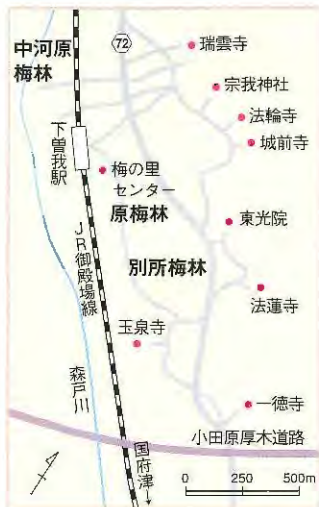 72
瑞雲寺
中河原
梅林
宗我神社
法輪寺
城前寺
下曽我駅
梅の里
センター
原梅林
東光院
別所梅林
JR御殿場線
法蓮寺
玉泉寺
森戸川
一徳寺
小田原厚木道路
国府津
0 250 500m